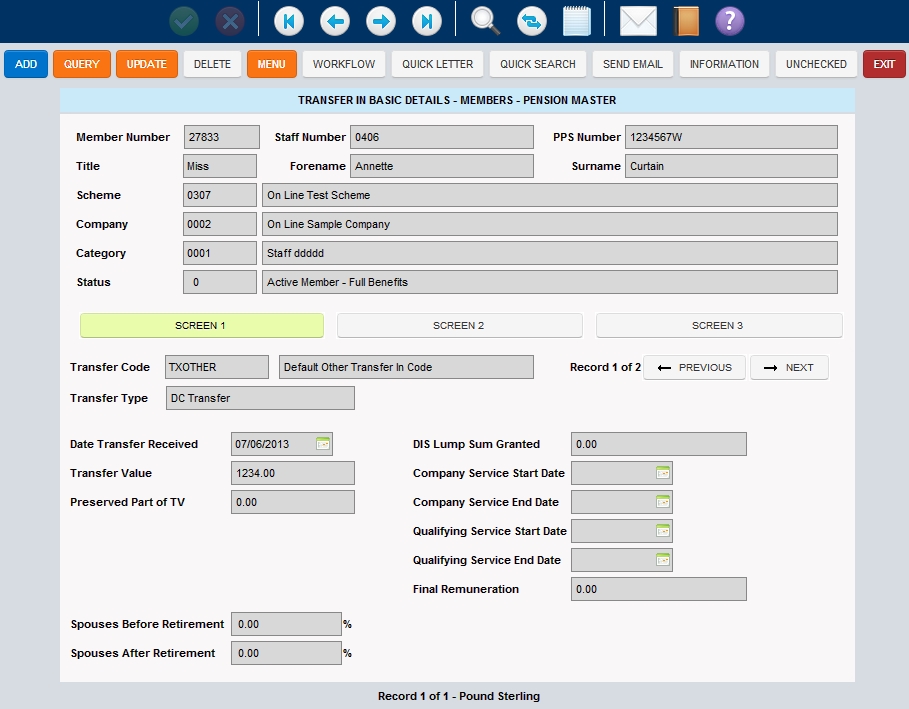 ?
ADD QUERY UPDATE DELETE MENU WORKFLOW QUICK LETTER QUICK SEARCH SEND EMAIL INFORMATION UNCHECKED EXIT
TRANSFER IN BASIC DETAILS - MEMBERS - PENSION MASTER
Member Number 27833 Staff Number 0406 PPS Number 1234567W
Title Miss Forename Annette Surname Curtain
Scheme 0307 On Line Test Scheme
Company 0002 On Line Sample Company
Category 0001 Staff ddddd
Status 0 Active Member - Full Benefits
SCREEN 1 SCREEN 2 SCREEN 3
Transfer Code TXOTHER Default Other Transfer In Code Record 1 of 2 ← PREVIOUS → NEXT
Transfer Type DC Transfer
Date Transfer Received 07/06/2013 DIS Lump Sum Granted 0.00
Transfer Value 1234.00 Company Service Start Date
Preserved Part of TV 0.00 Company Service End Date
Qualifying Service Start Date
Qualifying Service End Date
Final Remuneration 0.00
Spouses Before Retirement 0.00 %
Spouses After Retirement 0.00 %
Record 1 of 1 - Pound Sterling